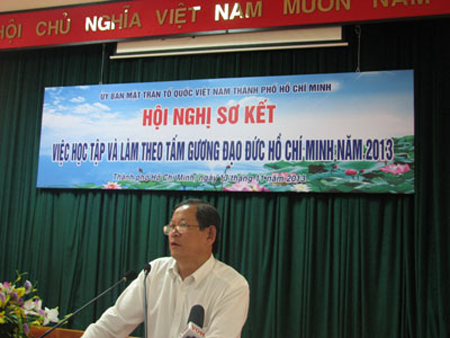 HỘI CHỦ NGHĨA VIỆT NAM MUÔN NĂM
ỦY BAN MẶT TRẬN TỔ QUỐC VIỆT NAM THÀNH PHỐ HỒ CHÍ MINH
HỘI NGHỊ SƠ KẾT
VIỆC HỌC TẬP VÀ LÀM THEO TẤM GƯƠNG ĐẠO ĐỨC HỒ CHÍ MINH NĂM 2013
Thành phố Hồ Chí Minh, ngày 13 tháng 11 năm 2013